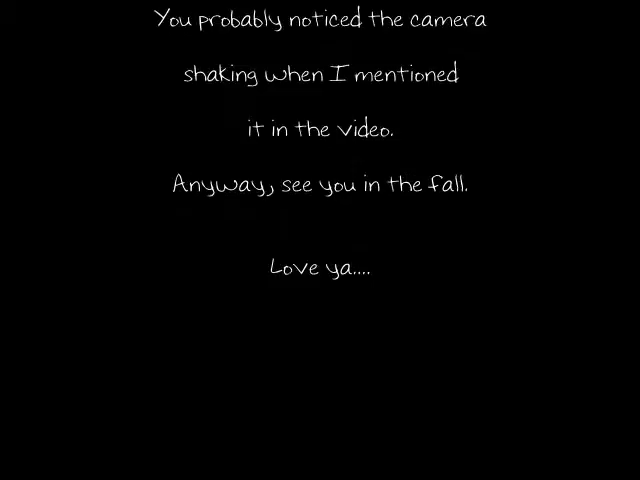 You probably noticed the camera
shaking when I mentioned
it in the video.
Anyway, see you in the fall.
Love ya....